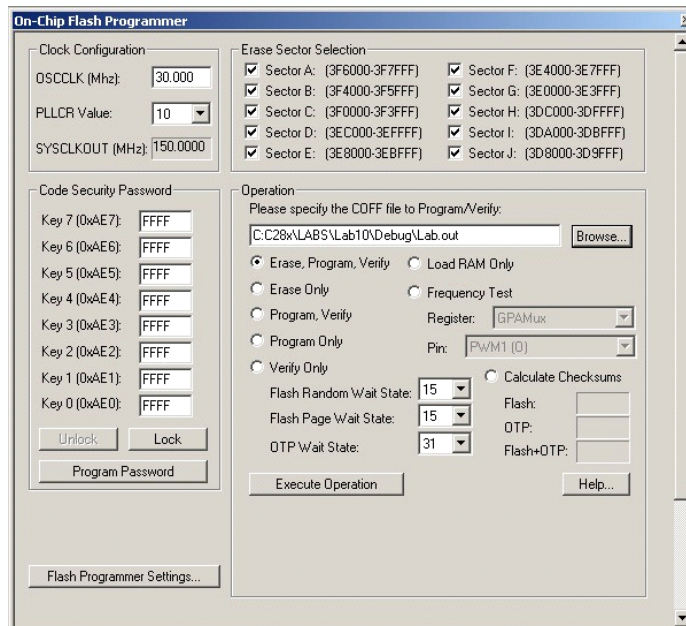 On-Chip Flash Programmer
Clock Configuration
OSCCLK (Mhz): 30.000
PLLCR Value: 10
SYSCLKOUT (MHz): 150.0000
Erase Sector Selection
Sector A: (3F6000-3F7FFF) Sector F: (3E4000-3E7FFF)
Sector B: (3F4000-3F5FFF) Sector G: (3E0000-3E3FFF)
Sector C: (3F0000-3F3FFF) Sector H: (3DC000-3DFFFF)
Sector D: (3EC000-3EFFFF) Sector I: (3DA000-3DBFFF)
Sector E: (3E8000-3EBFFF) Sector J: (3D8000-3D9FFF)
Code Security Password
Key 7 (0xAE7): FFFF
Key 6 (0xAE6): FFFF
Key 5 (0xAE5): FFFF
Key 4 (0xAE4): FFFF
Key 3 (0xAE3): FFFF
Key 2 (0xAE2): FFFF
Key 1 (0xAE1): FFFF
Key 0 (0xAE0): FFFF
Unlock Lock
Program Password
Flash Programmer Settings...
Operation
Please specify the COFF file to Program/Verify:
C:C28x\LABS\Lab10\Debug\Lab.out Browse...
Erase, Program, Verify Load RAM Only
Erase Only Frequency Test
Program, Verify Register: GPAMux
Program Only Pin: PWM1 (0)
Verify Only Calculate Checksums
Flash Random Wait State: 15 Flash:
Flash Page Wait State: 15 OTP:
OTP Wait State: 31 Flash+OTP:
Execute Operation Help...